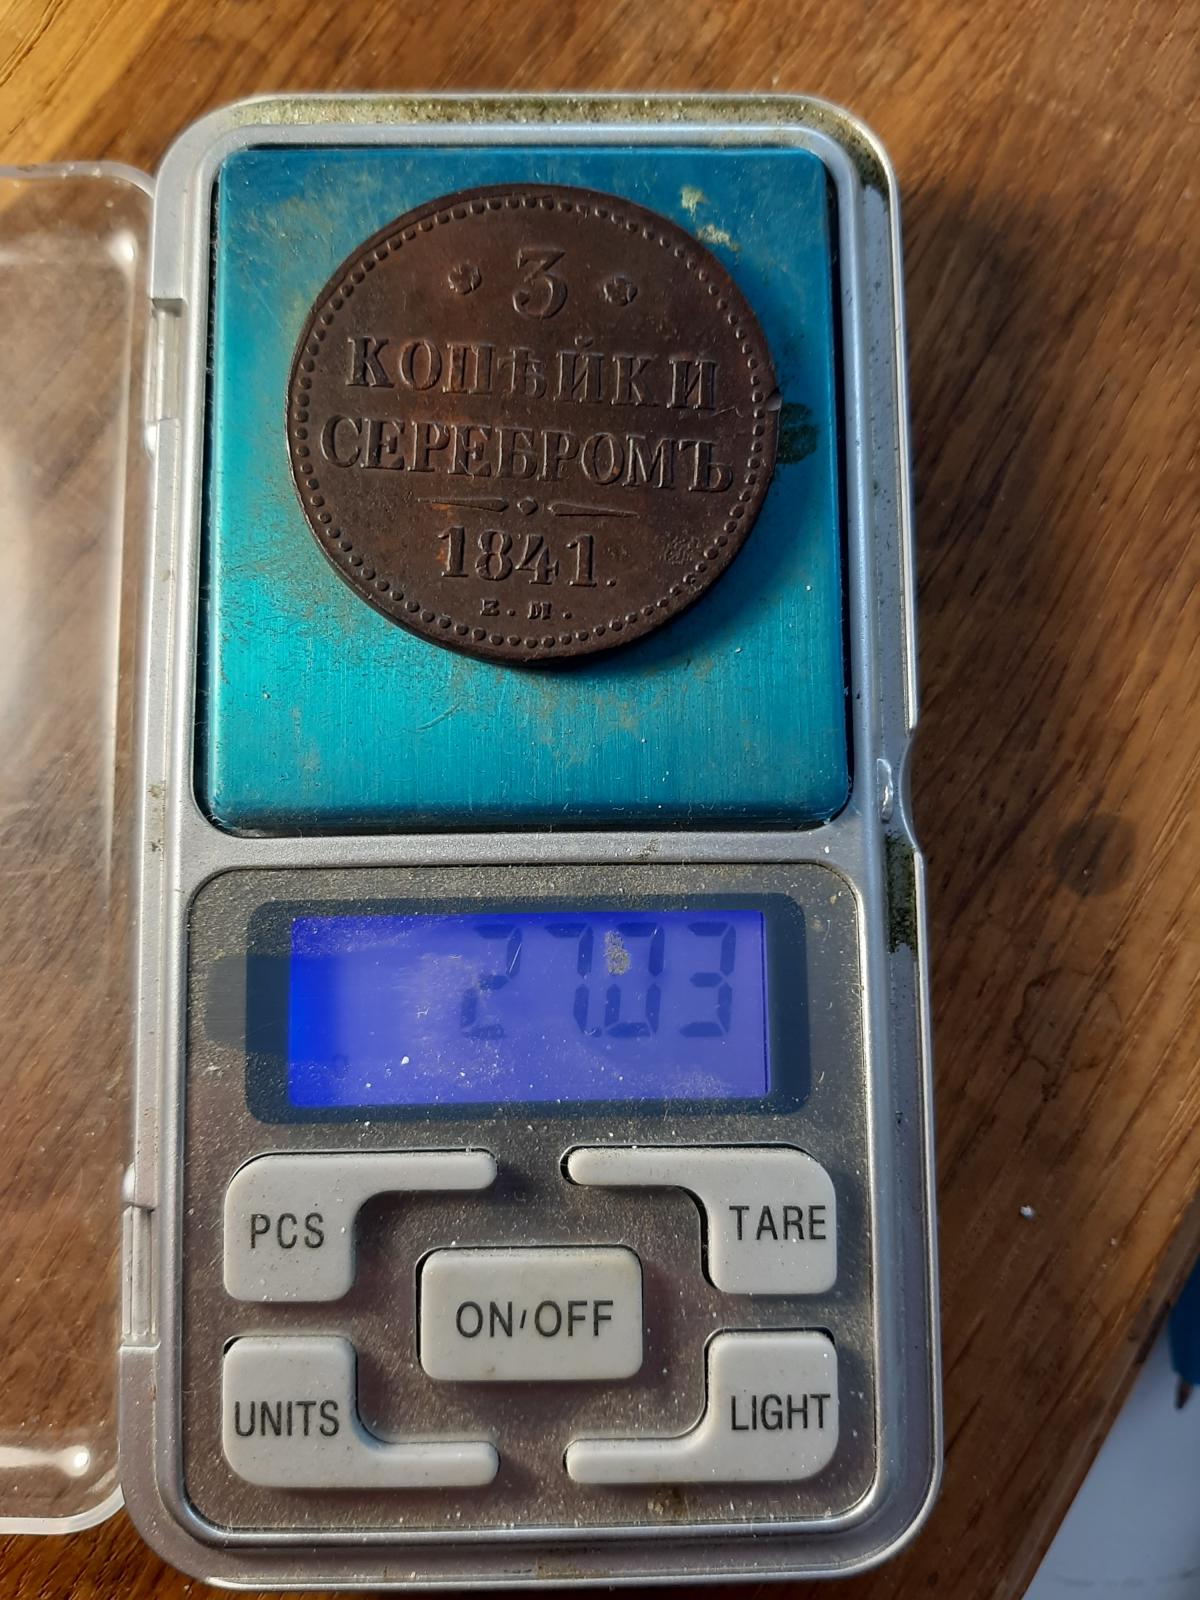 3
КОПѢЙКИ
СЕРЕБРОМЪ
1841.
Е. М.
27.03
PCS
TARE
ON/OFF
UNITS
LIGHT